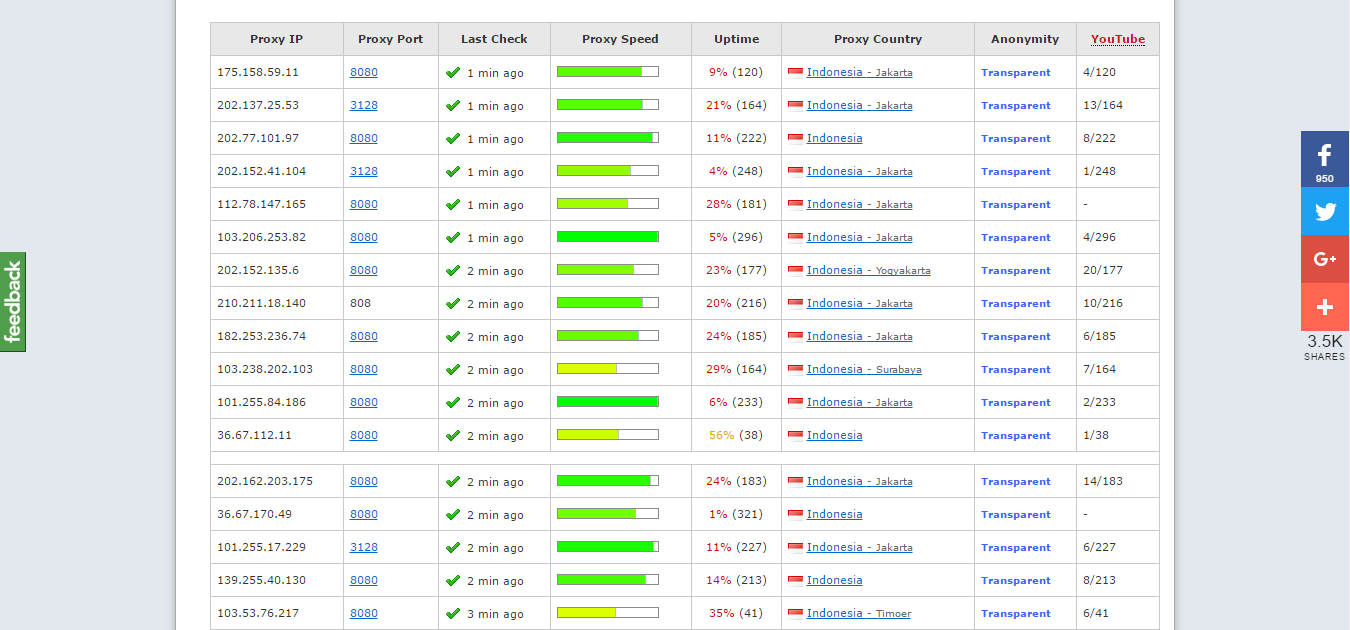 Proxy IP Proxy Port Last Check Proxy Speed Uptime Proxy Country Anonymity YouTube
175.158.59.11 8080 1 min ago 9% (120) Indonesia - Jakarta Transparent 4/120
202.137.25.53 3128 1 min ago 21% (164) Indonesia - Jakarta Transparent 13/164
202.77.101.97 8080 1 min ago 11% (222) Indonesia Transparent 8/222
202.152.41.104 3128 1 min ago 4% (248) Indonesia - Jakarta Transparent 1/248
112.78.147.165 8080 1 min ago 28% (181) Indonesia - Jakarta Transparent -
103.206.253.82 8080 1 min ago 5% (296) Indonesia - Jakarta Transparent 4/296
202.152.135.6 8080 2 min ago 23% (177) Indonesia - Yogyakarta Transparent 20/177
210.211.18.140 808 2 min ago 20% (216) Indonesia - Jakarta Transparent 10/216
182.253.236.74 8080 2 min ago 24% (185) Indonesia - Jakarta Transparent 6/185
103.238.202.103 8080 2 min ago 29% (164) Indonesia - Surabaya Transparent 7/164
101.255.84.186 8080 2 min ago 6% (233) Indonesia - Jakarta Transparent 2/233
36.67.112.11 8080 2 min ago 56% (38) Indonesia Transparent 1/38
202.162.203.175 8080 2 min ago 24% (183) Indonesia - Jakarta Transparent 14/183
36.67.170.49 8080 2 min ago 1% (321) Indonesia Transparent -
101.255.17.229 3128 2 min ago 11% (227) Indonesia - Jakarta Transparent 6/227
139.255.40.130 8080 2 min ago 14% (213) Indonesia Transparent 8/213
103.53.76.217 8080 3 min ago 35% (41) Indonesia - Timoer Transparent 6/41
feedback
950
G+
3.5K
SHARES